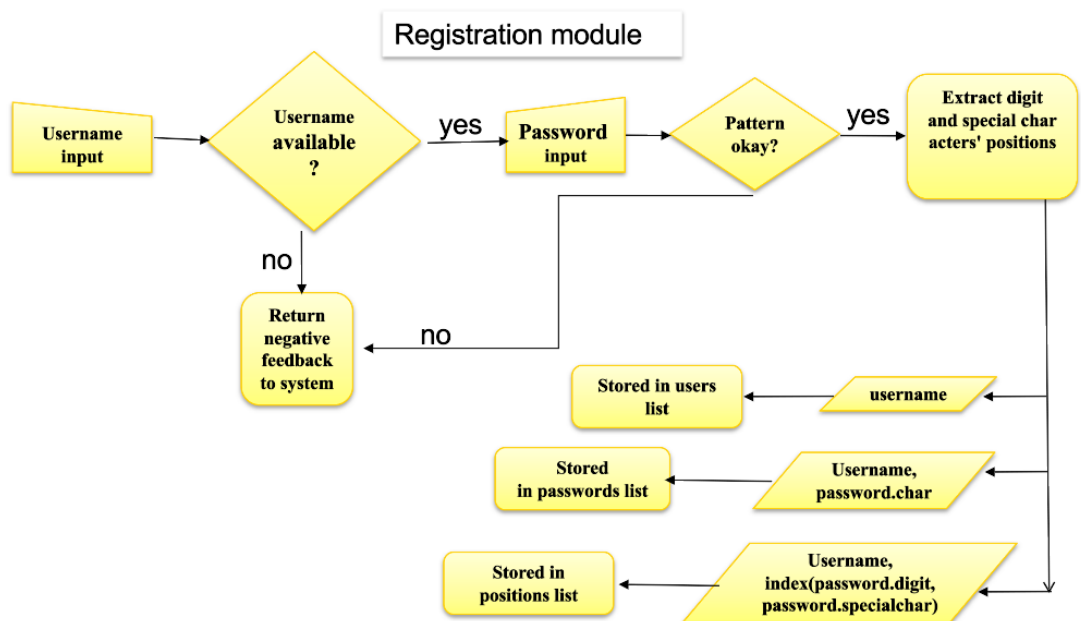 Registration module
Username
input
Username
available
?
yes
Password
input
Pattern
okay?
yes
Extract digit
and special char
acters' positions
no
Return
negative
feedback
to system
no
Stored in users
list
username
Stored
in passwords list
Username,
password.char
Stored in
positions list
Username,
index(password.digit,
password.specialchar)